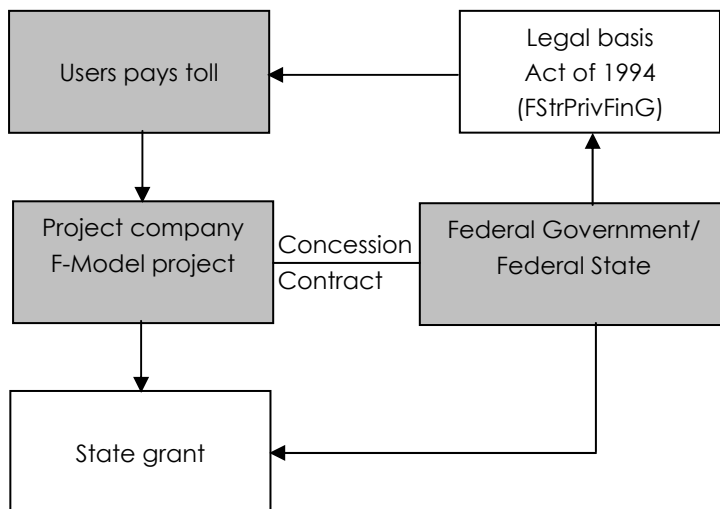 Users pays toll
Legal basis
Act of 1994
(FStrPrivFinG)
Project company
F-Model project
Concession
Contract
Federal Government/
Federal State
State grant